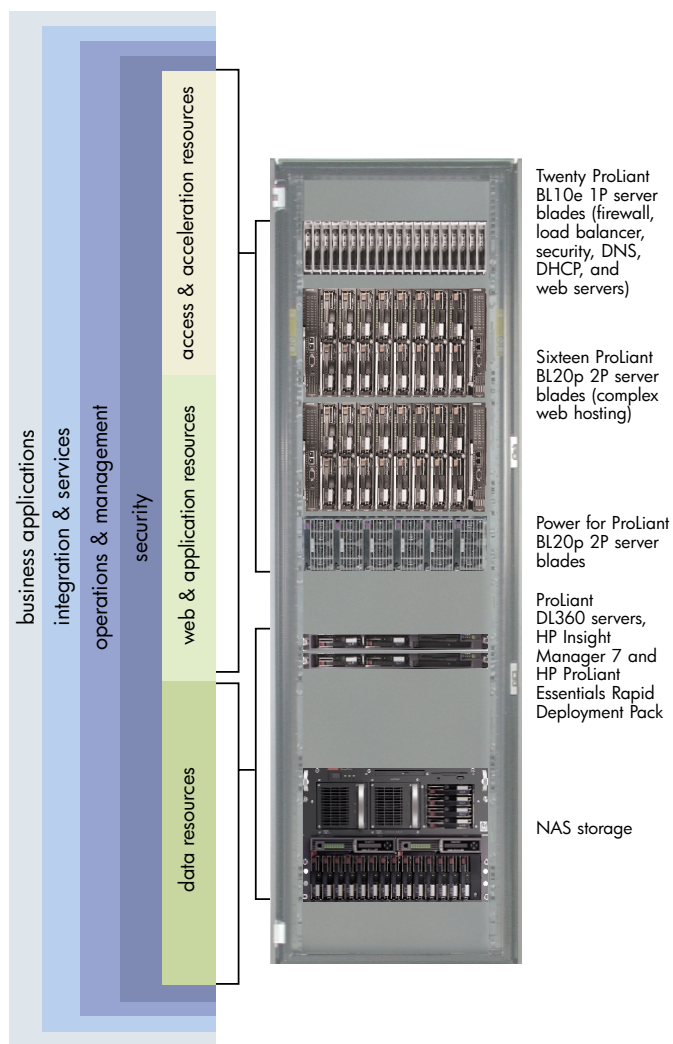 business applications
integration & services
operations & management
security
access & acceleration resources
web & application resources
data resources
Twenty ProLiant
BL10e 1P server
blades (firewall,
load balancer,
security, DNS,
DHCP, and
web servers)
Sixteen ProLiant
BL20p 2P server
blades (complex
web hosting)
Power for ProLiant
BL20p 2P server
blades
ProLiant
DL360 servers,
HP Insight
Manager 7 and
HP ProLiant
Essentials Rapid
Deployment Pack
NAS storage